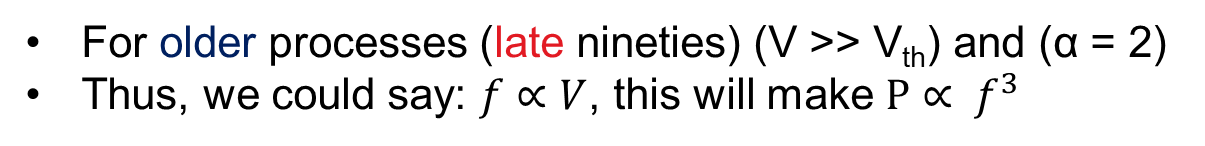 • For older processes (late nineties) (V >> Vth) and (α = 2)
• Thus, we could say: f ∝ V, this will make P ∝ f³